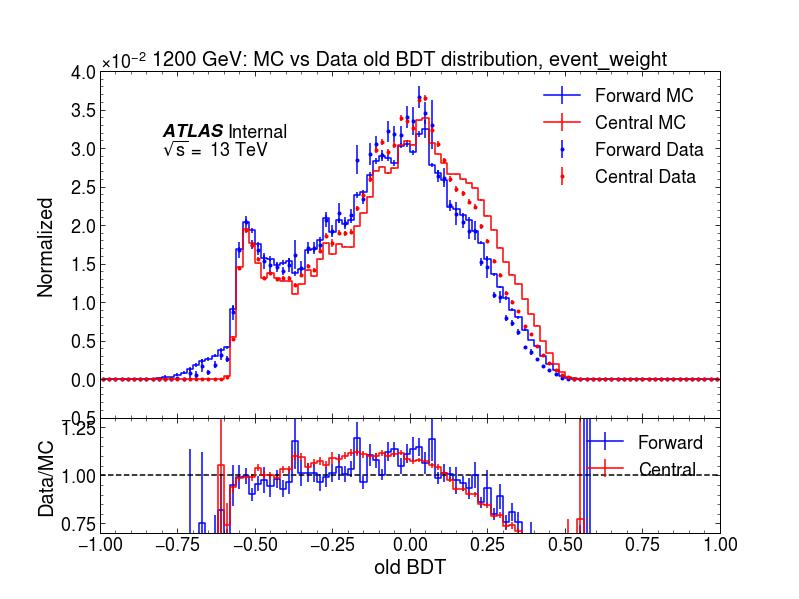 ×10⁻² 1200 GeV: MC vs Data old BDT distribution, event_weight
4.0
3.5
3.0
2.5
2.0
1.5
1.0
0.5
0.0
0.5
Normalized
ATLAS Internal
√s = 13 TeV
Forward MC
Central MC
Forward Data
Central Data
1.25
1.00
0.75
Data/MC
Forward
Central
−1.00 −0.75 −0.50 −0.25 0.00 0.25 0.50 0.75 1.00
old BDT